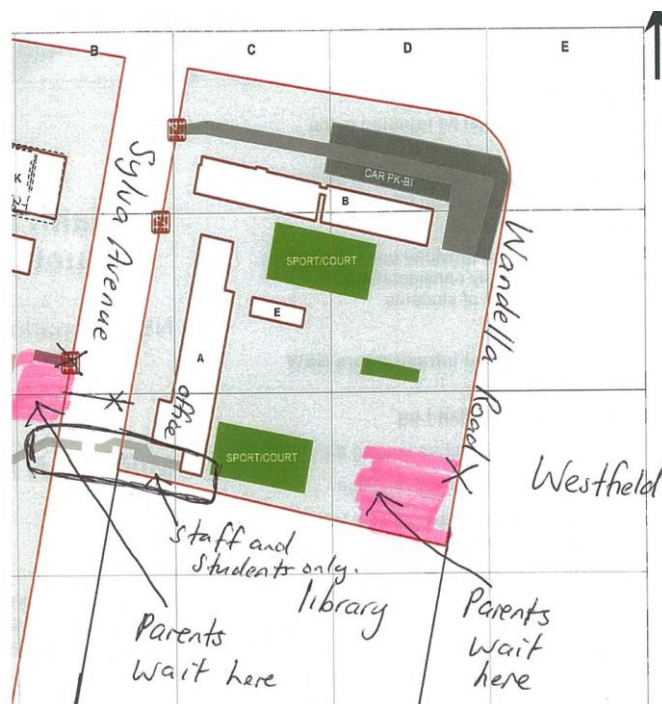 B
C
D
E
K
Sylva Avenue
CAR PK-BI
B
SPORT/COURT
E
A
office
Wandella Road
SPORT/COURT
Westfield
staff and
students only.
library
Parents
wait here
Parents
wait
here